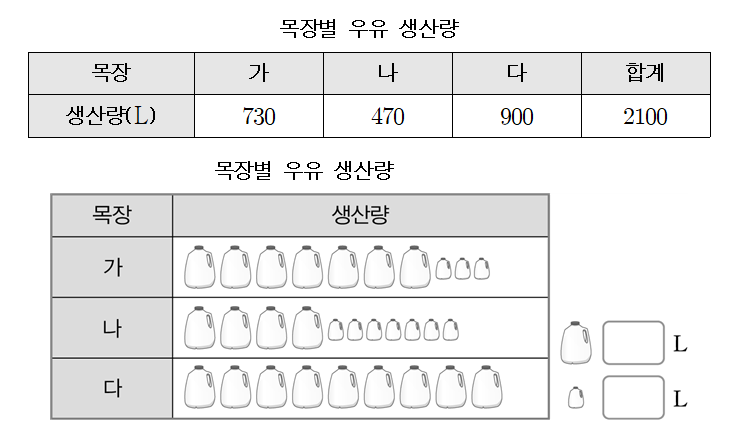 목장별 우유 생산량
목장 가 나 다 합계
생산량(L) 730 470 900 2100
목장별 우유 생산량
목장 생산량
가
나
다
L
L